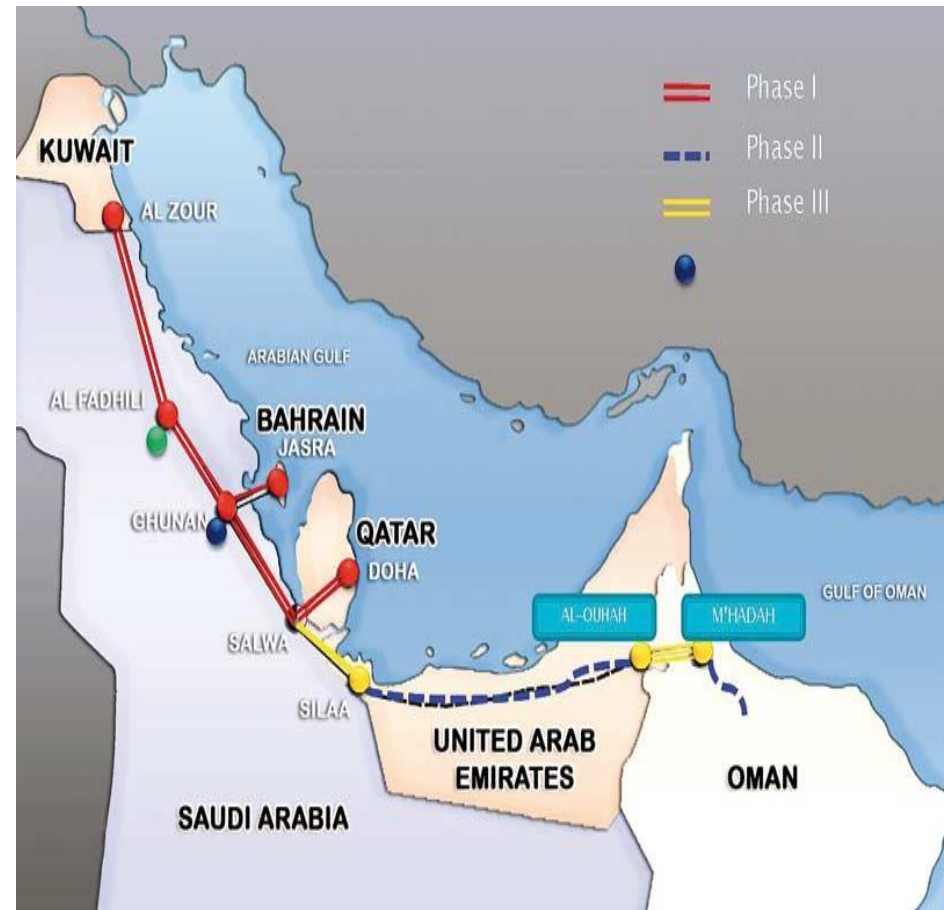 Phase I
Phase II
Phase III
KUWAIT
AL ZOUR
ARABIAN GULF
AL FADHILI
BAHRAIN
JASRA
GHUNAN
QATAR
DOHA
GULF OF OMAN
AL-OUHAH
M'HADAH
SALWA
SILAA
UNITED ARAB
EMIRATES
OMAN
SAUDI ARABIA